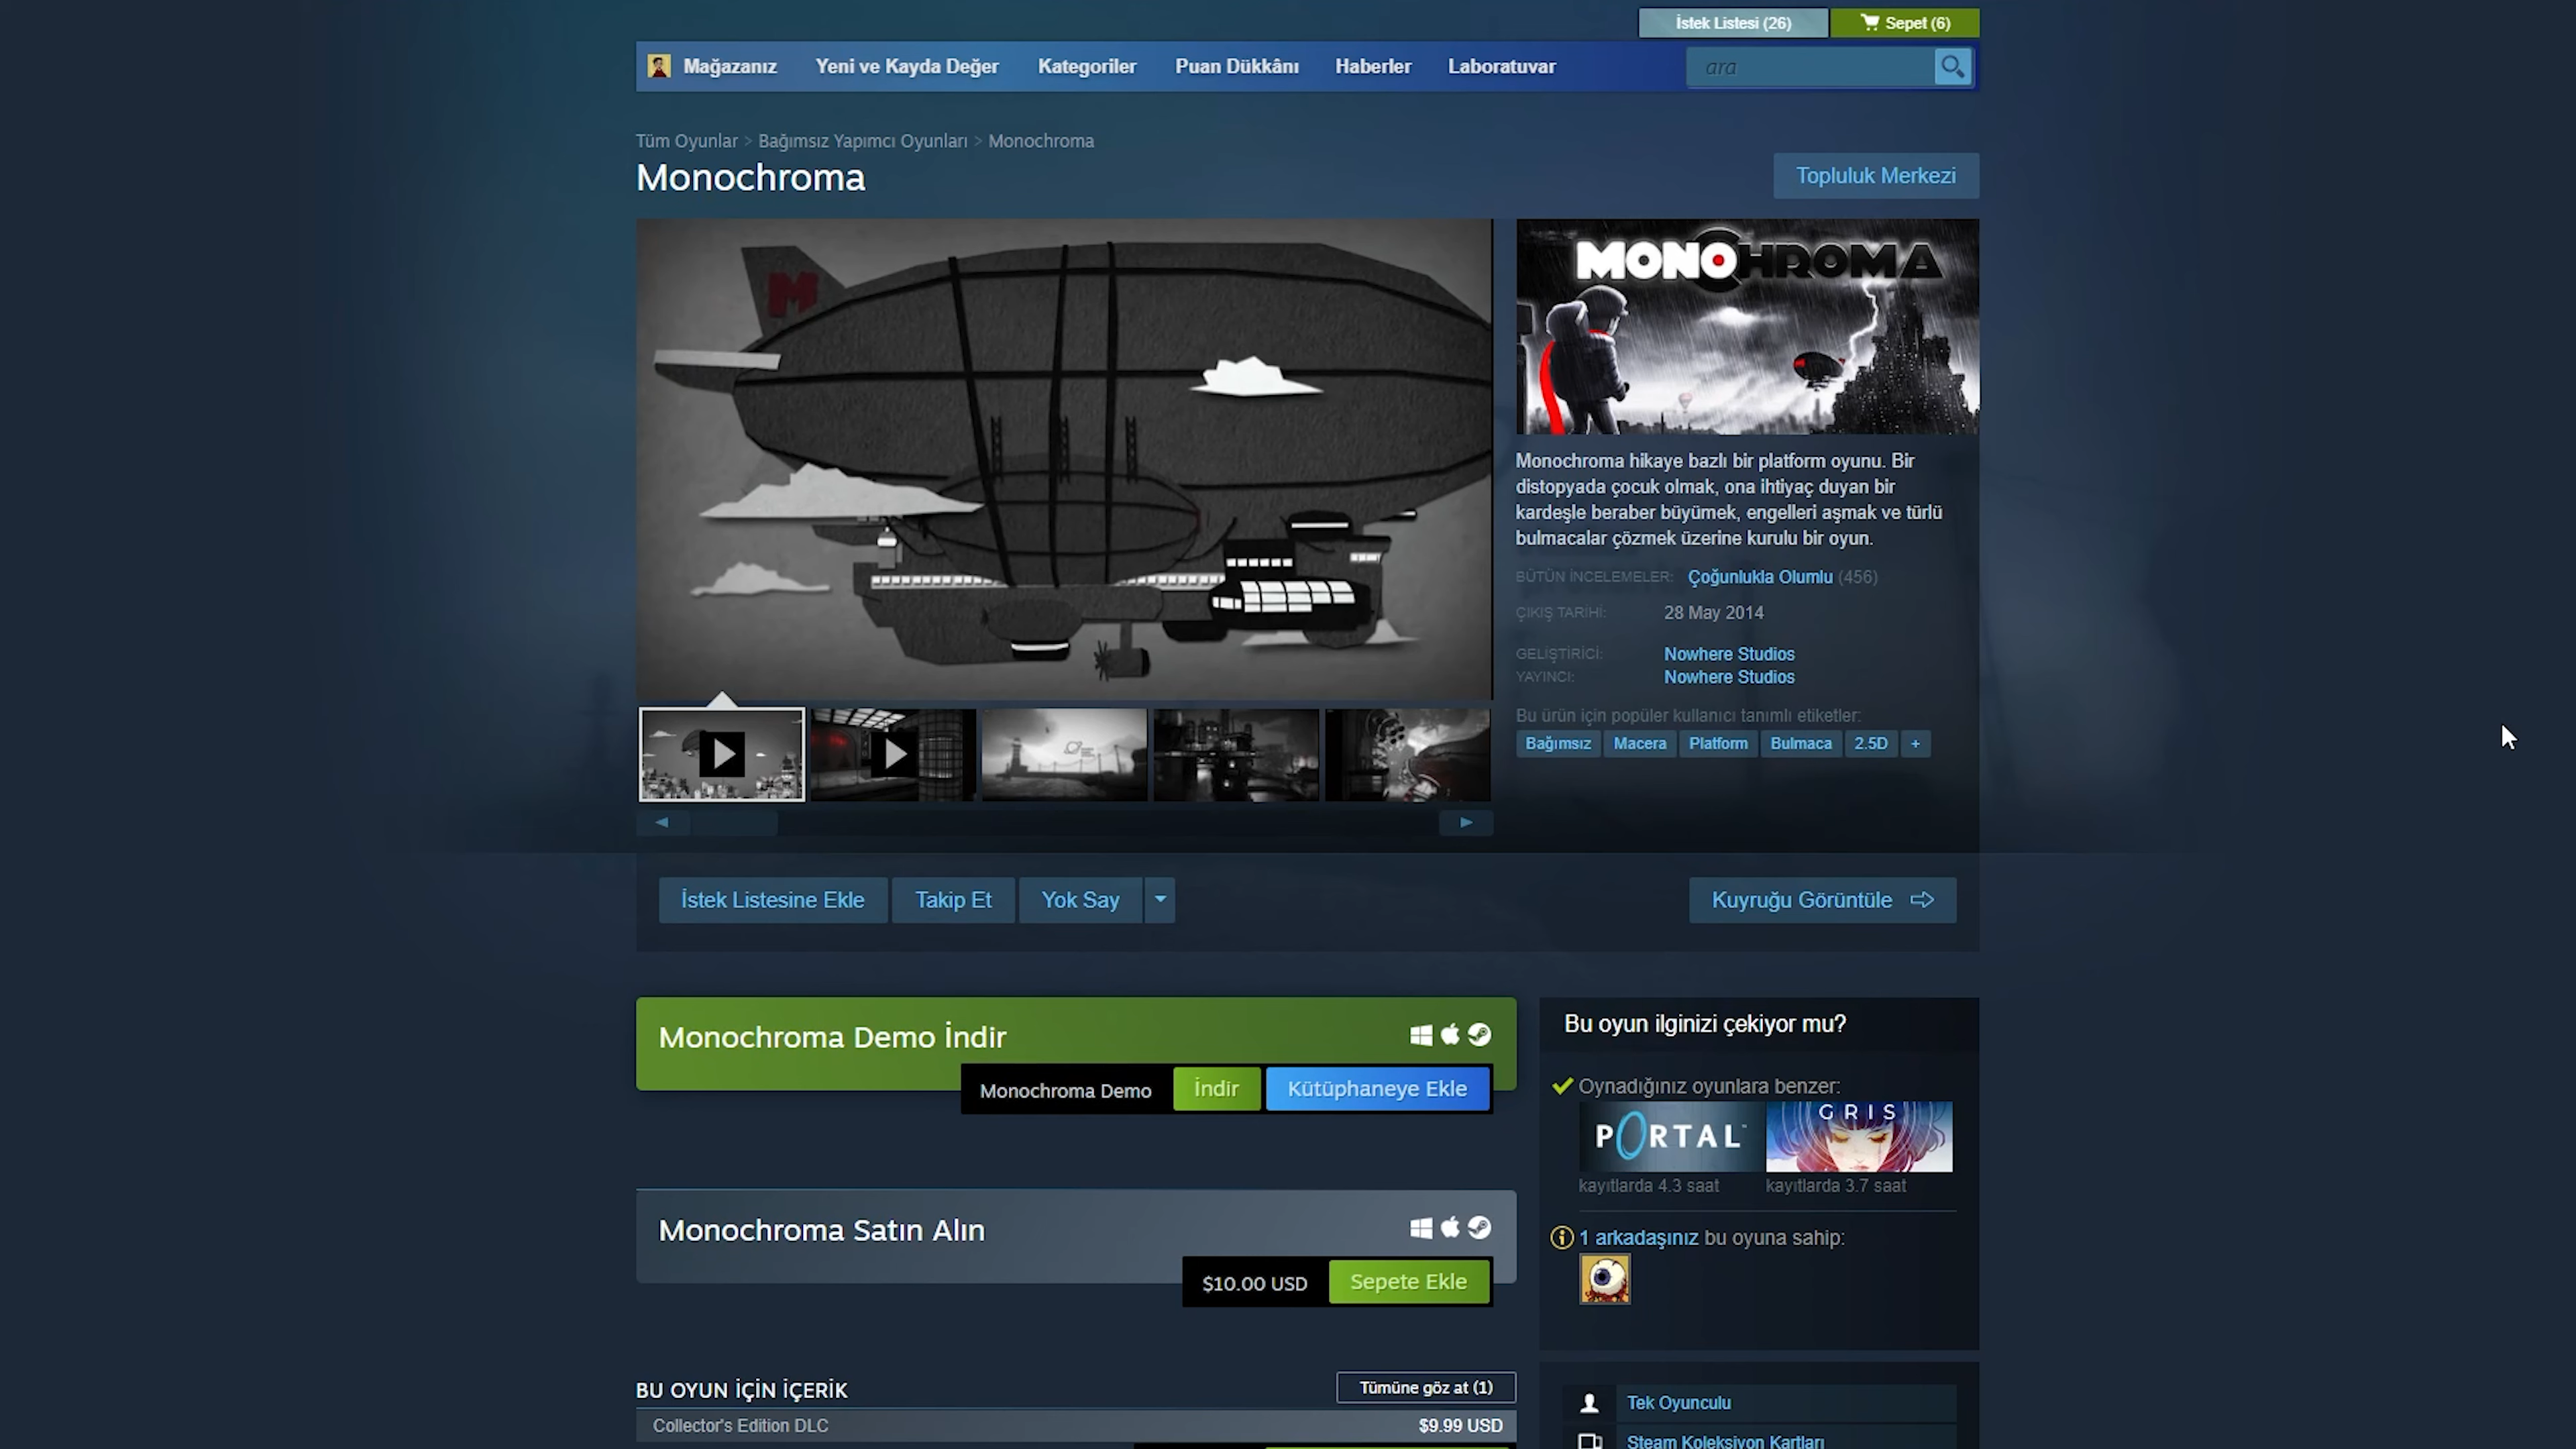 İstek Listesi (26)
Sepet (6)
Mağazanız Yeni ve Kayda Değer Kategoriler Puan Dükkânı Haberler Laboratuvar ara
Tüm Oyunlar > Bağımsız Yapımcı Oyunları > Monochroma
Monochroma
Topluluk Merkezi
M
MONOCHROMA
Monochroma hikaye bazlı bir platform oyunu. Bir
distopyada çocuk olmak, ona ihtiyaç duyan bir
kardeşle beraber büyümek, engelleri aşmak ve türlü
bulmacalar çözmek üzerine kurulu bir oyun.
BÜTÜN İNCELEMELER: Çoğunlukla Olumlu (456)
ÇIKIŞ TARİHİ: 28 May 2014
GELİŞTİRİCİ: Nowhere Studios
YAYINCI: Nowhere Studios
Bu ürün için popüler kullanıcı tanımlı etiketler:
Bağımsız Macera Platform Bulmaca 2.5D +
İstek Listesine Ekle Takip Et Yok Say
Kuyruğu Görüntüle
Monochroma Demo İndir
Monochroma Demo İndir Kütüphaneye Ekle
Monochroma Satın Alın
$10.00 USD Sepete Ekle
BU OYUN İÇİN İÇERİK
Tümüne göz at (1)
Collector's Edition DLC $9.99 USD
Bu oyun ilginizi çekiyor mu?
Oynadığınız oyunlara benzer:
PORTAL™
GRIS
kayıtlarda 4.3 saat kayıtlarda 3.7 saat
1 arkadaşınız bu oyuna sahip:
Tek Oyunculu
Steam Koleksiyon Kartları